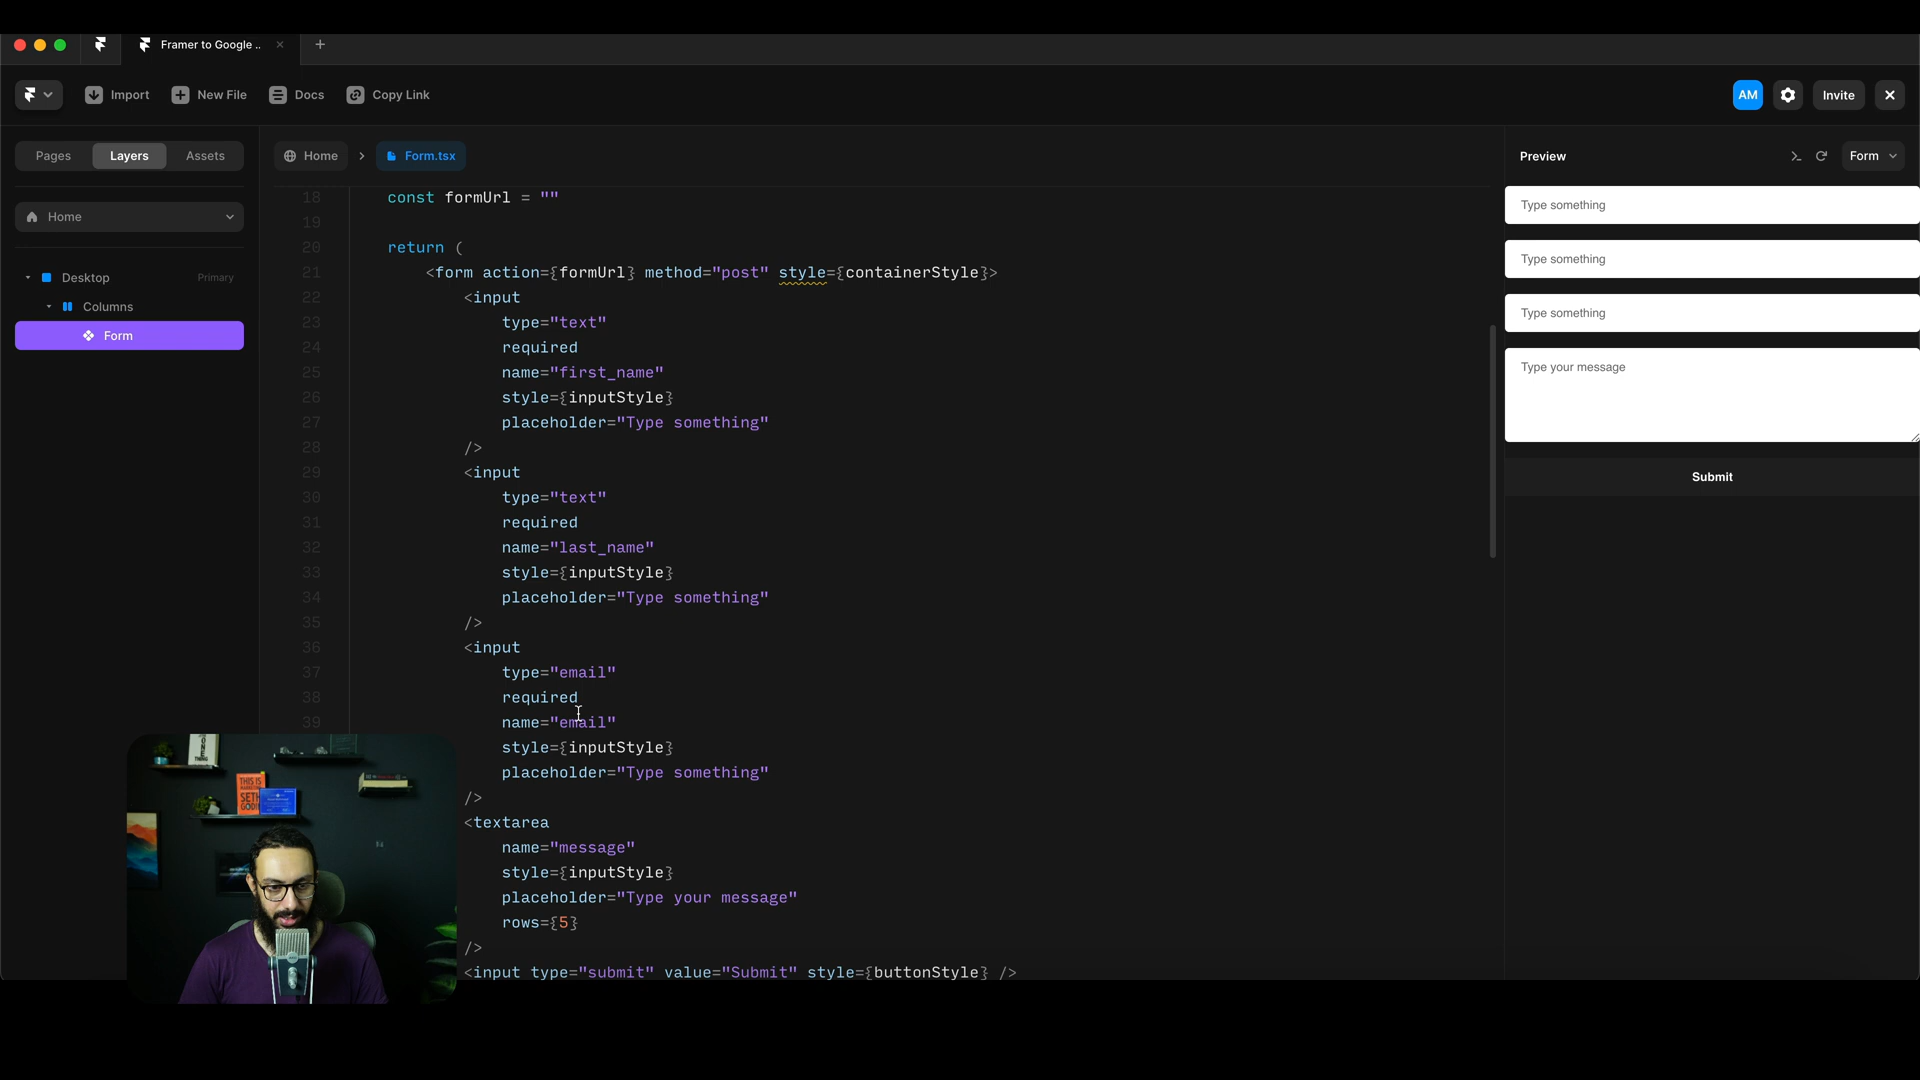 Framer to Google ..
Import
New File
Docs
Copy Link
AM
Invite
Pages
Layers
Assets
Home
Form.tsx
Preview
Form
Home
Desktop
Primary
Columns
Form
18 const formUrl = ""
19
20 return (
21 <form action={formUrl} method="post" style={containerStyle}>
22 <input
23 type="text"
24 required
25 name="first_name"
26 style={inputStyle}
27 placeholder="Type something"
28 />
29 <input
30 type="text"
31 required
32 name="last_name"
33 style={inputStyle}
34 placeholder="Type something"
35 />
36 <input
37 type="email"
38 required
39 name="email"
style={inputStyle}
placeholder="Type something"
/>
<textarea
name="message"
style={inputStyle}
placeholder="Type your message"
rows={5}
/>
<input type="submit" value="Submit" style={buttonStyle} />
Type something
Type something
Type something
Type your message
Submit
THIS IS
MARKETING
SETH
GODIN